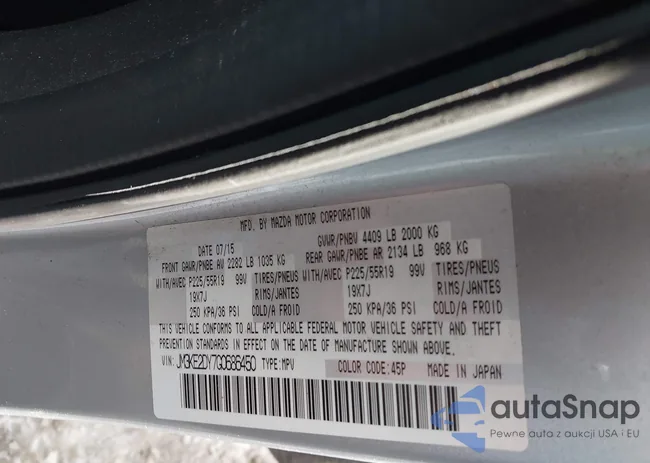 MFD. BY MAZDA MOTOR CORPORATION
DATE 07/15 GVWR/PNBV 4409 LB 2000 KG
FRONT GAWR/PNBE AV 2282 LB 1035 KG REAR GAWR/PNBE AR 2134 LB 968 KG
WITH/AVEC P225/55R19 99V TIRES/PNEUS WITH/AVEC P225/55R19 99V TIRES/PNEUS
19X7J RIMS/JANTES 19X7J RIMS/JANTES
250 KPA/36 PSI COLD/A FROID 250 KPA/36 PSI COLD/A FROID
THIS VEHICLE CONFORMS TO ALL APPLICABLE FEDERAL MOTOR VEHICLE SAFETY AND THEFT
PREVENTION STANDARDS IN EFFECT ON THE DATE OF MANUFACTURE SHOWN ABOVE.
VIN: JM3KE2DY7G0686450 TYPE: MPV COLOR CODE: 45P MADE IN JAPAN
autaSnap
Pewne auta z aukcji USA i EU